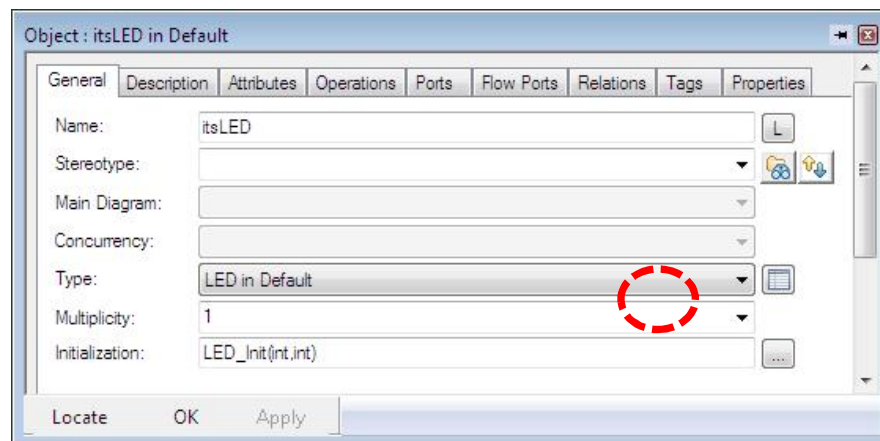 Object : itsLED in Default
General Description Attributes Operations Ports Flow Ports Relations Tags Properties
Name: itsLED L
Stereotype:
Main Diagram:
Concurrency:
Type: LED in Default
Multiplicity: 1
Initialization: LED_Init(int,int) ...
Locate OK Apply